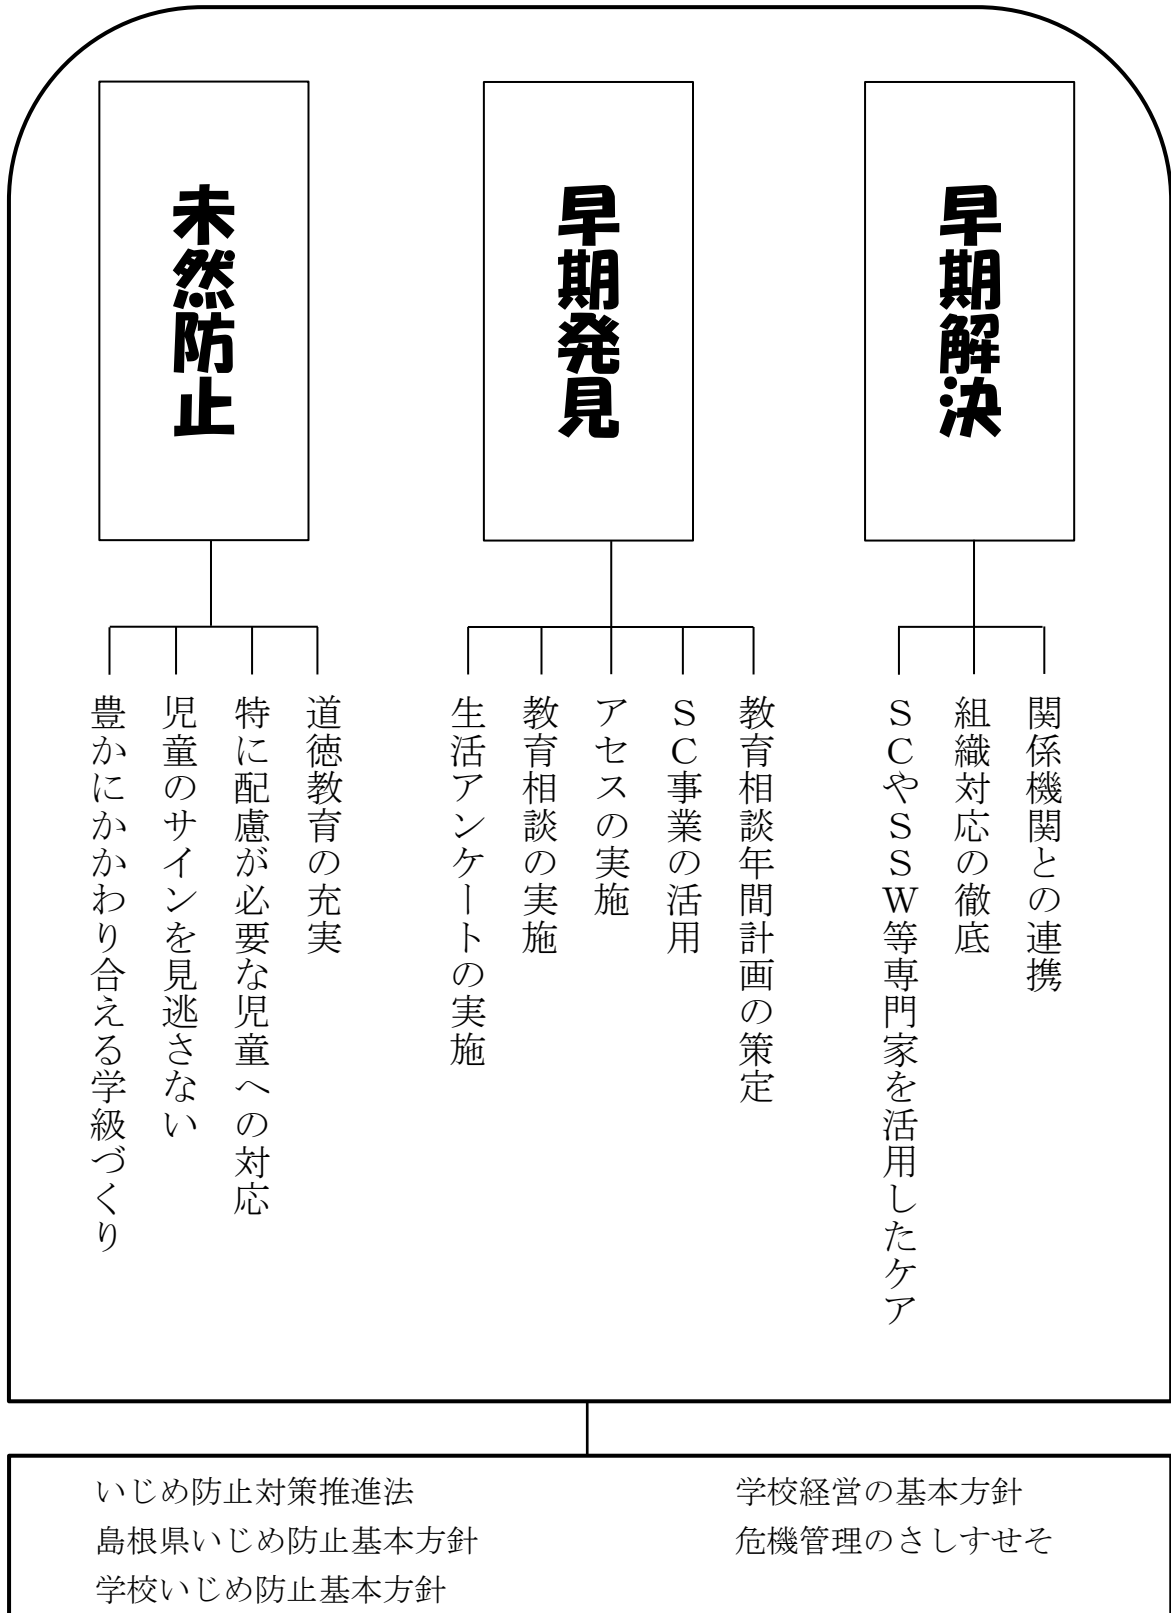 未然防止
早期発見
早期解決
豊かにかかわり合える学級づくり
児童のサインを見逃さない
特に配慮が必要な児童への対応
道徳教育の充実
生活アンケートの実施
教育相談の実施
アセスの実施
ＳＣ事業の活用
教育相談年間計画の策定
ＳＣやＳＳＷ等専門家を活用したケア
組織対応の徹底
関係機関との連携
いじめ防止対策推進法
島根県いじめ防止基本方針
学校いじめ防止基本方針
学校経営の基本方針
危機管理のさしすせそ